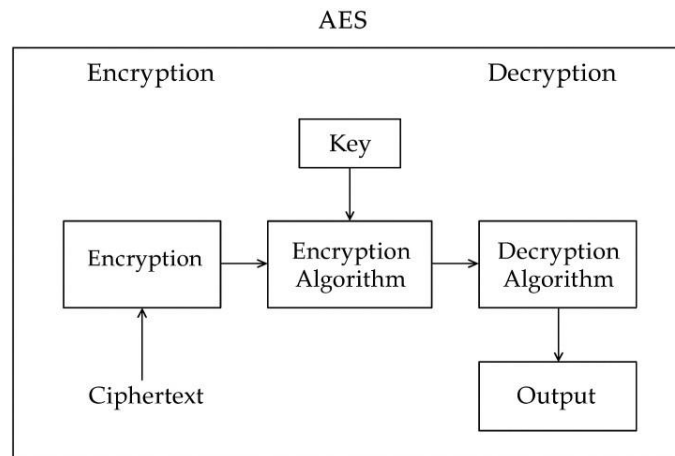 AES
Encryption
Decryption
Key
Encryption
Encryption
Algorithm
Decryption
Algorithm
Ciphertext
Output